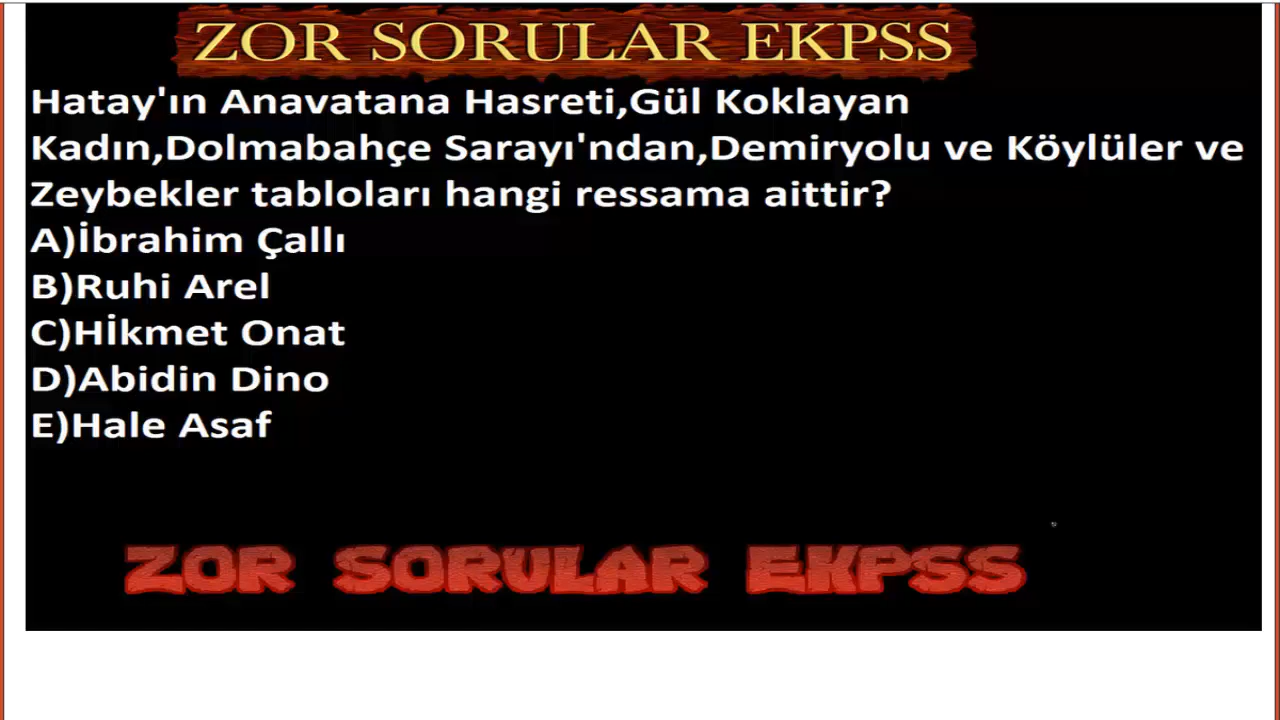 ZOR SORULAR EKPSS
Hatay'ın Anavatana Hasreti,Gül Koklayan
Kadın,Dolmabahçe Sarayı'ndan,Demiryolu ve Köylüler ve
Zeybekler tabloları hangi ressama aittir?
A)İbrahim Çallı
B)Ruhi Arel
C)Hİkmet Onat
D)Abidin Dino
E)Hale Asaf
ZOR SORULAR EKPSS